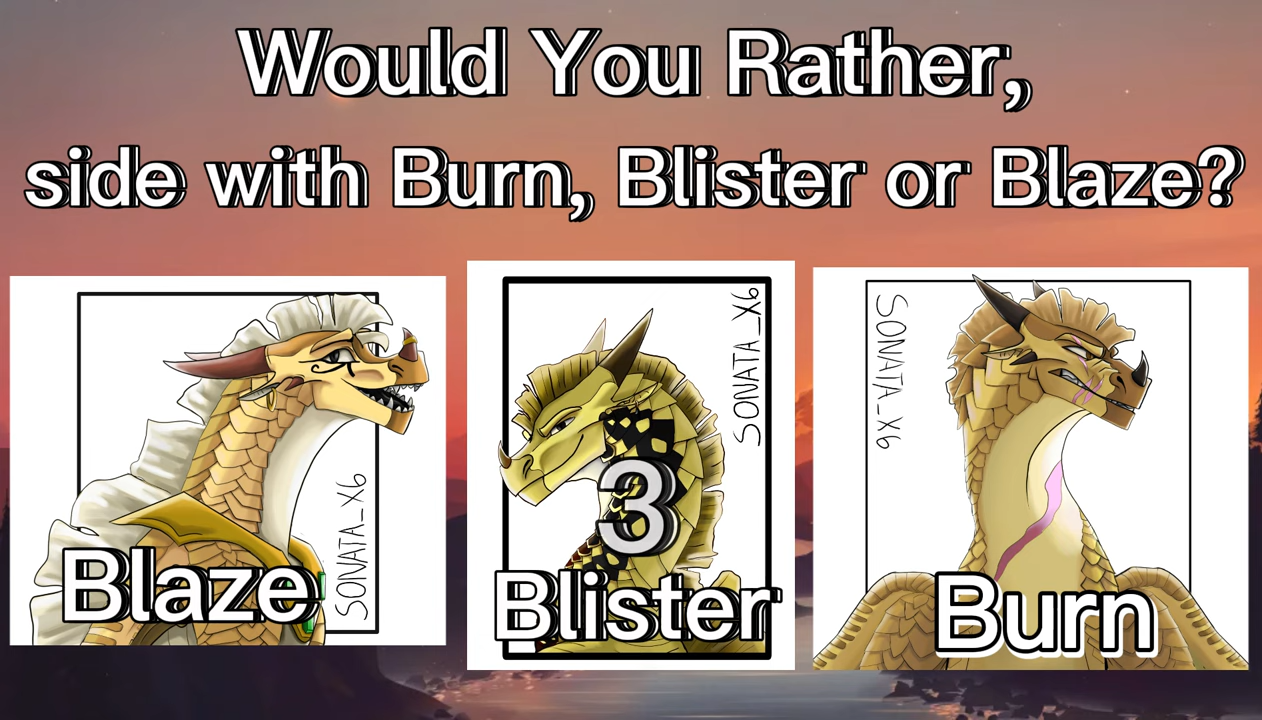 Would You Rather,
side with Burn, Blister or Blaze?
SONATA_X6
Blaze
SONATA_X6
3
Blister
SONATA_X6
Burn